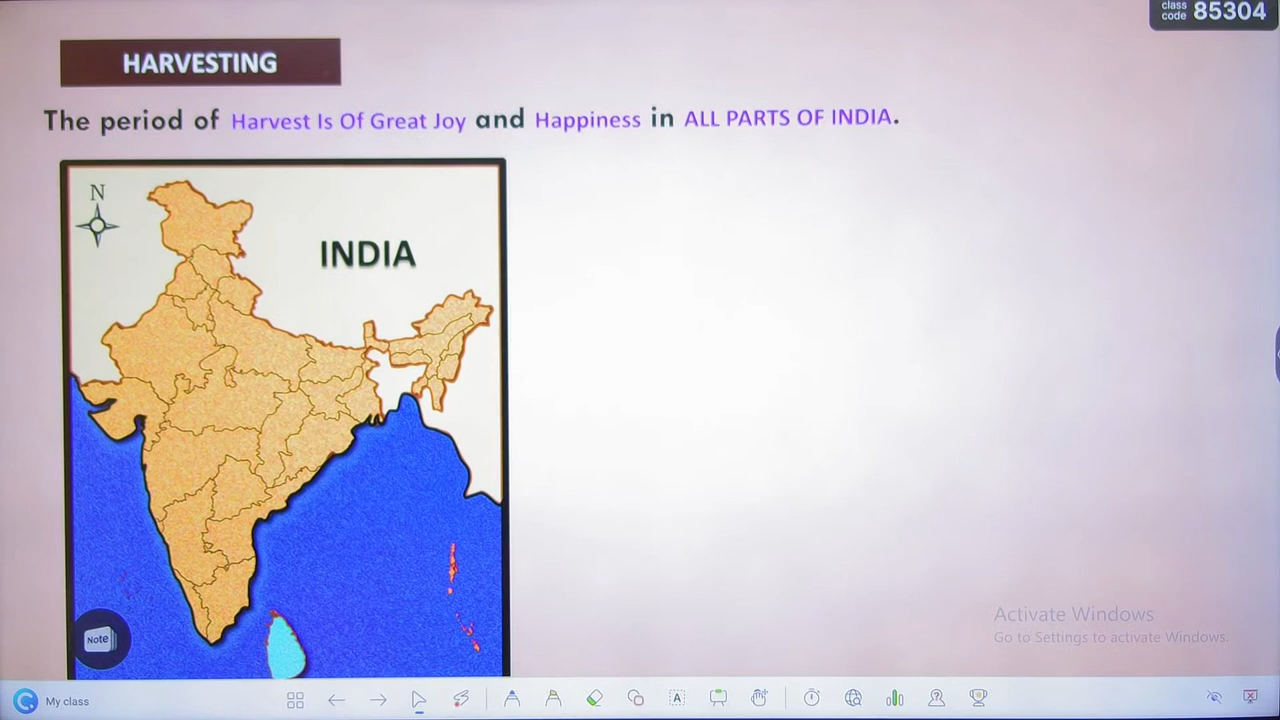 class
code 85304
HARVESTING
The period of Harvest Is Of Great Joy and Happiness in ALL PARTS OF INDIA.
N
INDIA
Note
Activate Windows
Go to Settings to activate Windows.
My class
A